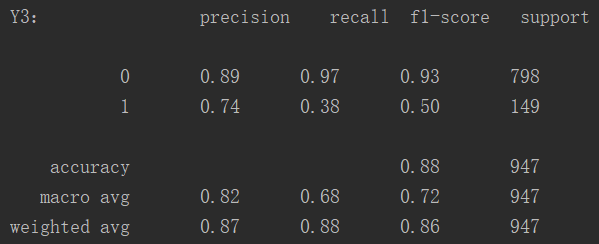 Y3: precision recall f1-score support
0 0.89 0.97 0.93 798
1 0.74 0.38 0.50 149
accuracy 0.88 947
macro avg 0.82 0.68 0.72 947
weighted avg 0.87 0.88 0.86 947